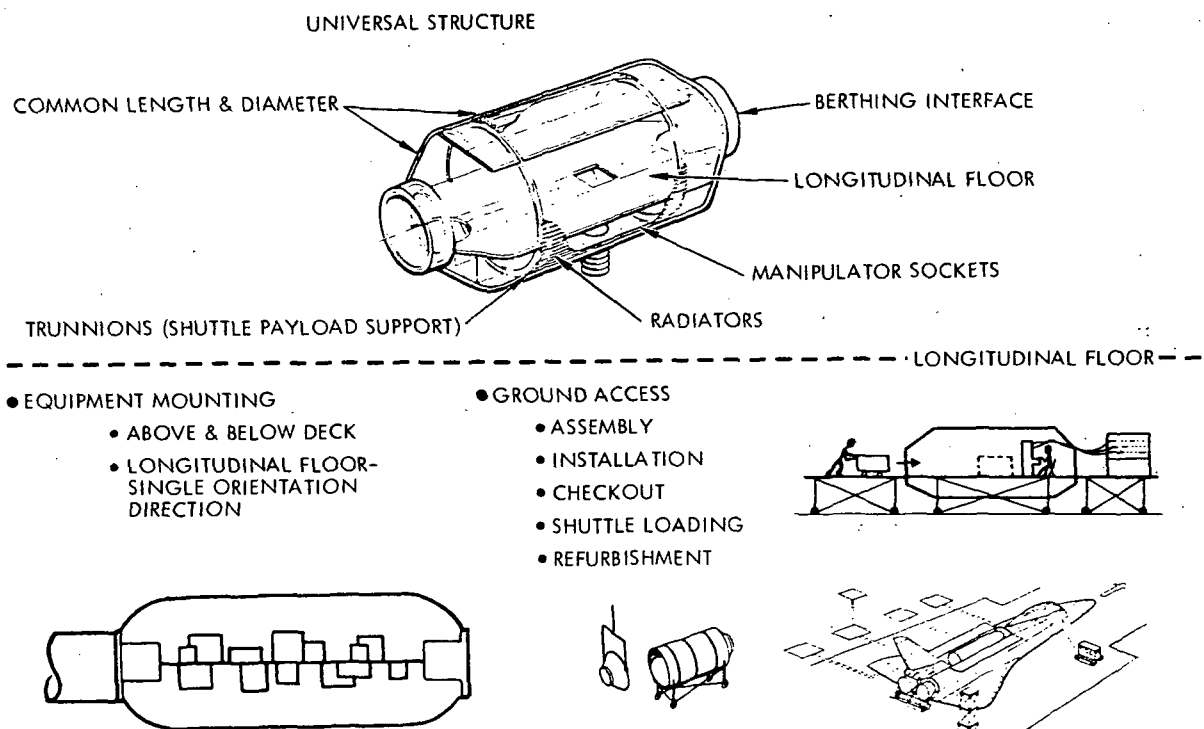 UNIVERSAL STRUCTURE
COMMON LENGTH & DIAMETER
BERTHING INTERFACE
LONGITUDINAL FLOOR
MANIPULATOR SOCKETS
TRUNNIONS (SHUTTLE PAYLOAD SUPPORT)
RADIATORS
LONGITUDINAL FLOOR
• EQUIPMENT MOUNTING
• ABOVE & BELOW DECK
• LONGITUDINAL FLOOR-
SINGLE ORIENTATION
DIRECTION
• GROUND ACCESS
• ASSEMBLY
• INSTALLATION
• CHECKOUT
• SHUTTLE LOADING
• REFURBISHMENT